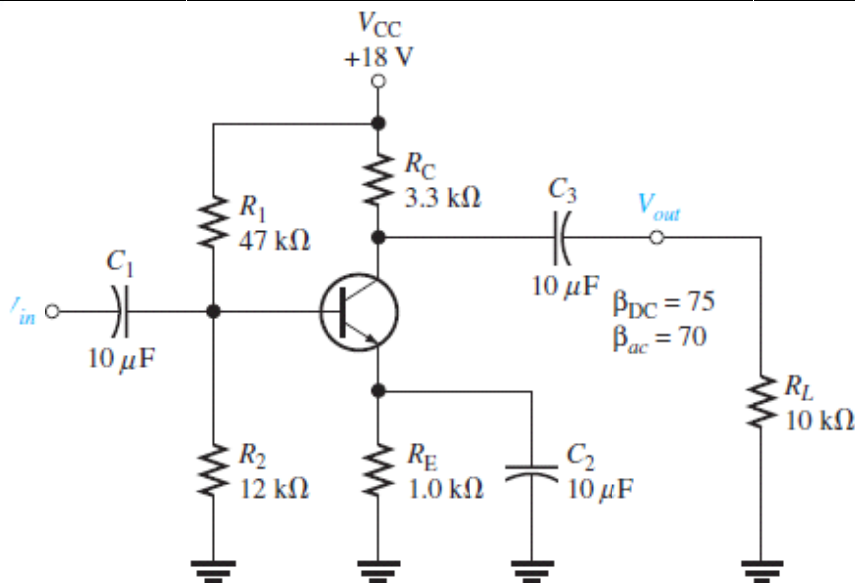 VCC
+18 V
RC
3.3 kΩ
C3
Vout
R1
47 kΩ
C1
10 μF
βDC = 75
βac = 70
in
10 μF
RL
10 kΩ
R2
12 kΩ
RE
1.0 kΩ
C2
10 μF